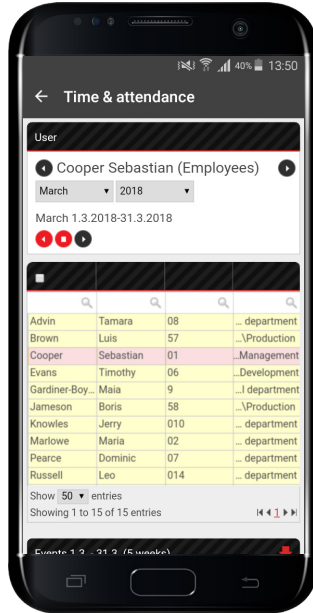 40% 13:50
Time & attendance
User
Cooper Sebastian (Employees)
March 2018
March 1.3.2018-31.3.2018
Advin Tamara 08 ... department
Brown Luis 57 ...\Production
Cooper Sebastian 01 ...Management
Evans Timothy 06 ...Development
Gardiner-Boy... Maia 9 ...l department
Jameson Boris 58 ...\Production
Knowles Jerry 010 ... department
Marlowe Maria 02 ... department
Pearce Dominic 07 ... department
Russell Leo 014 ... department
Show 50 entries
Showing 1 to 15 of 15 entries 1
Events 1.3. - 31.3. (5 weeks)